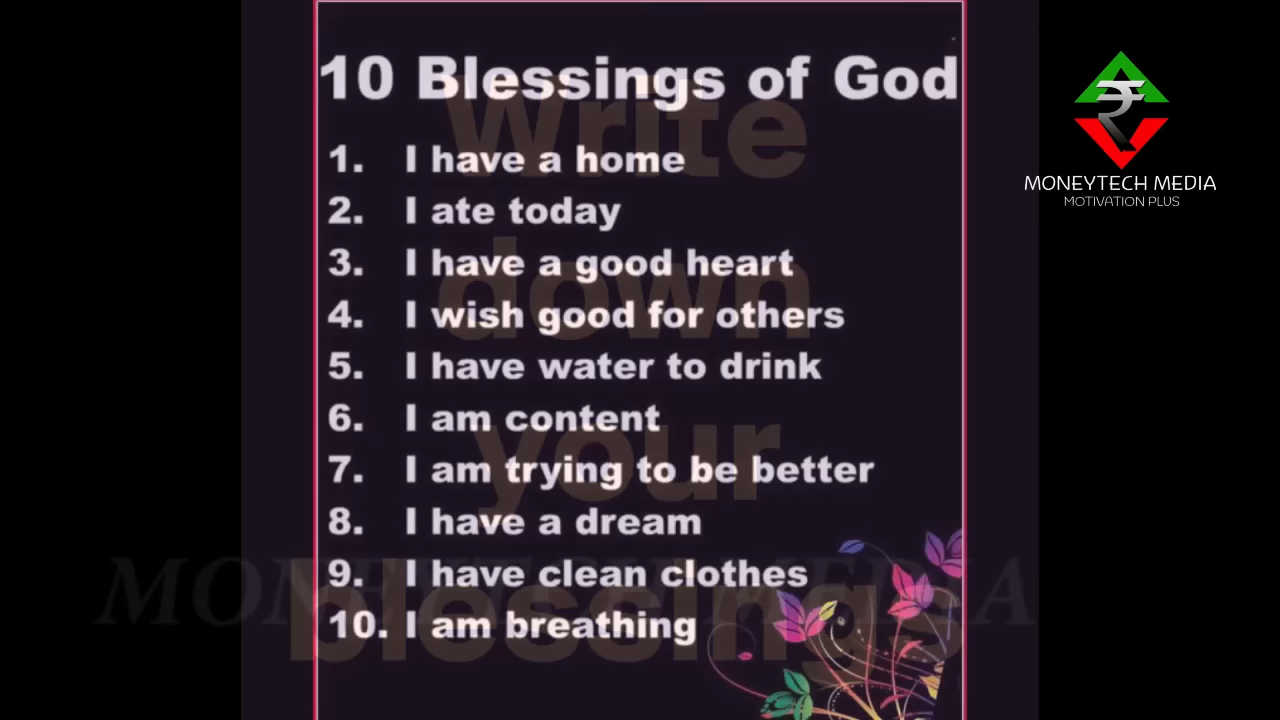 10 Blessings of God
1. I have a home
2. I ate today
3. I have a good heart
4. I wish good for others
5. I have water to drink
6. I am content
7. I am trying to be better
8. I have a dream
9. I have clean clothes
10. I am breathing
Write
down
your
blessings
MONEYTECH MEDIA
MONEYTECH MEDIA
MOTIVATION PLUS